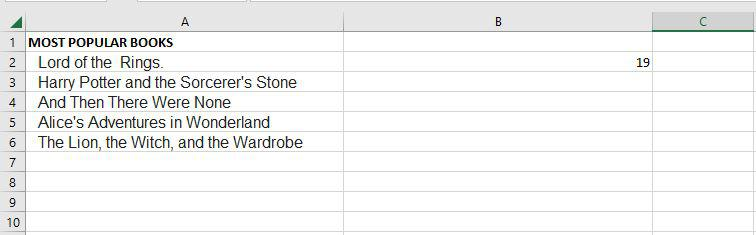 A B C
1 MOST POPULAR BOOKS
2 Lord of the  Rings. 19
3 Harry Potter and the Sorcerer's Stone
4 And Then There Were None
5 Alice's Adventures in Wonderland
6 The Lion, the Witch, and the Wardrobe
7
8
9
10